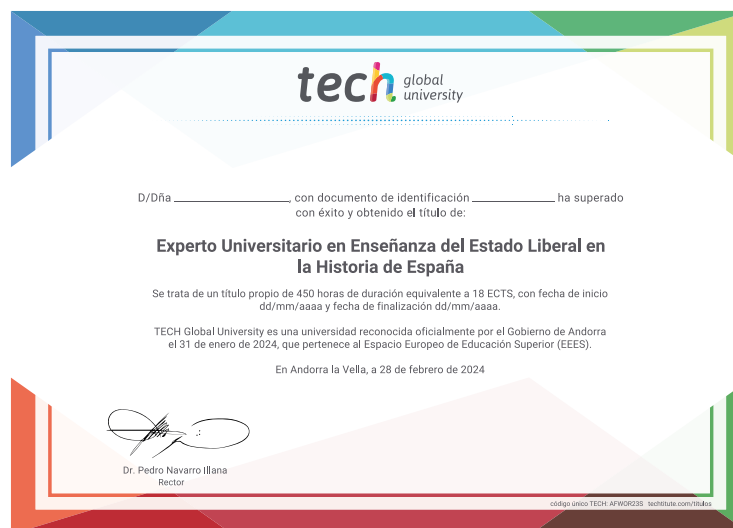 tech global
university
D/Dña ____________, con documento de identificación ____________ ha superado
con éxito y obtenido el título de:
Experto Universitario en Enseñanza del Estado Liberal en
la Historia de España
Se trata de un título propio de 450 horas de duración equivalente a 18 ECTS, con fecha de inicio
dd/mm/aaaa y fecha de finalización dd/mm/aaaa.
TECH Global University es una universidad reconocida oficialmente por el Gobierno de Andorra
el 31 de enero de 2024, que pertenece al Espacio Europeo de Educación Superior (EEES).
En Andorra la Vella, a 28 de febrero de 2024
Dr. Pedro Navarro Illana
Rector
código único TECH: AFWOR23S techtitute.com/titulos